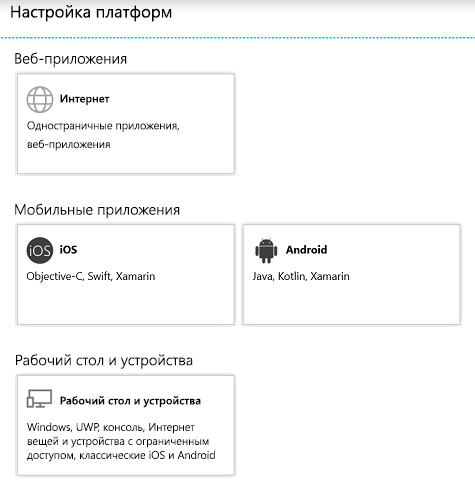 Настройка платформ
Веб-приложения
Интернет
Одностраничные приложения,
веб-приложения
Мобильные приложения
iOS iOS
Objective-C, Swift, Xamarin
Android
Java, Kotlin, Xamarin
Рабочий стол и устройства
Рабочий стол и устройства
Windows, UWP, консоль, Интернет
вещей и устройства с ограниченным
доступом, классические iOS и Android